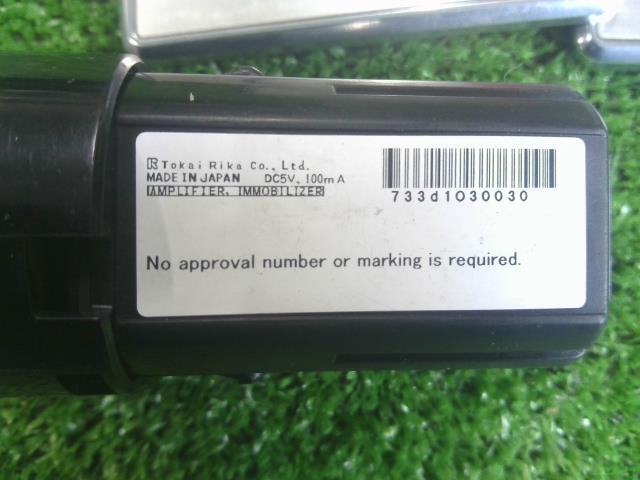 Tokai Rika Co., Ltd.
MADE IN JAPAN DC5V, 100mA
AMPLIFIER, IMMOBILIZER
733d1030030
No approval number or marking is required.